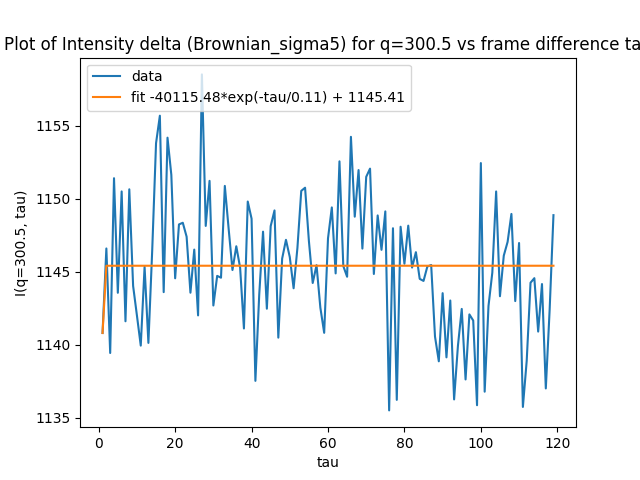 Plot of Intensity delta (Brownian_sigma5) for q=300.5 vs frame difference ta
data
fit -40115.48*exp(-tau/0.11) + 1145.41
1155
1150
1145
1140
1135
I(q=300.5, tau)
0 20 40 60 80 100 120
tau